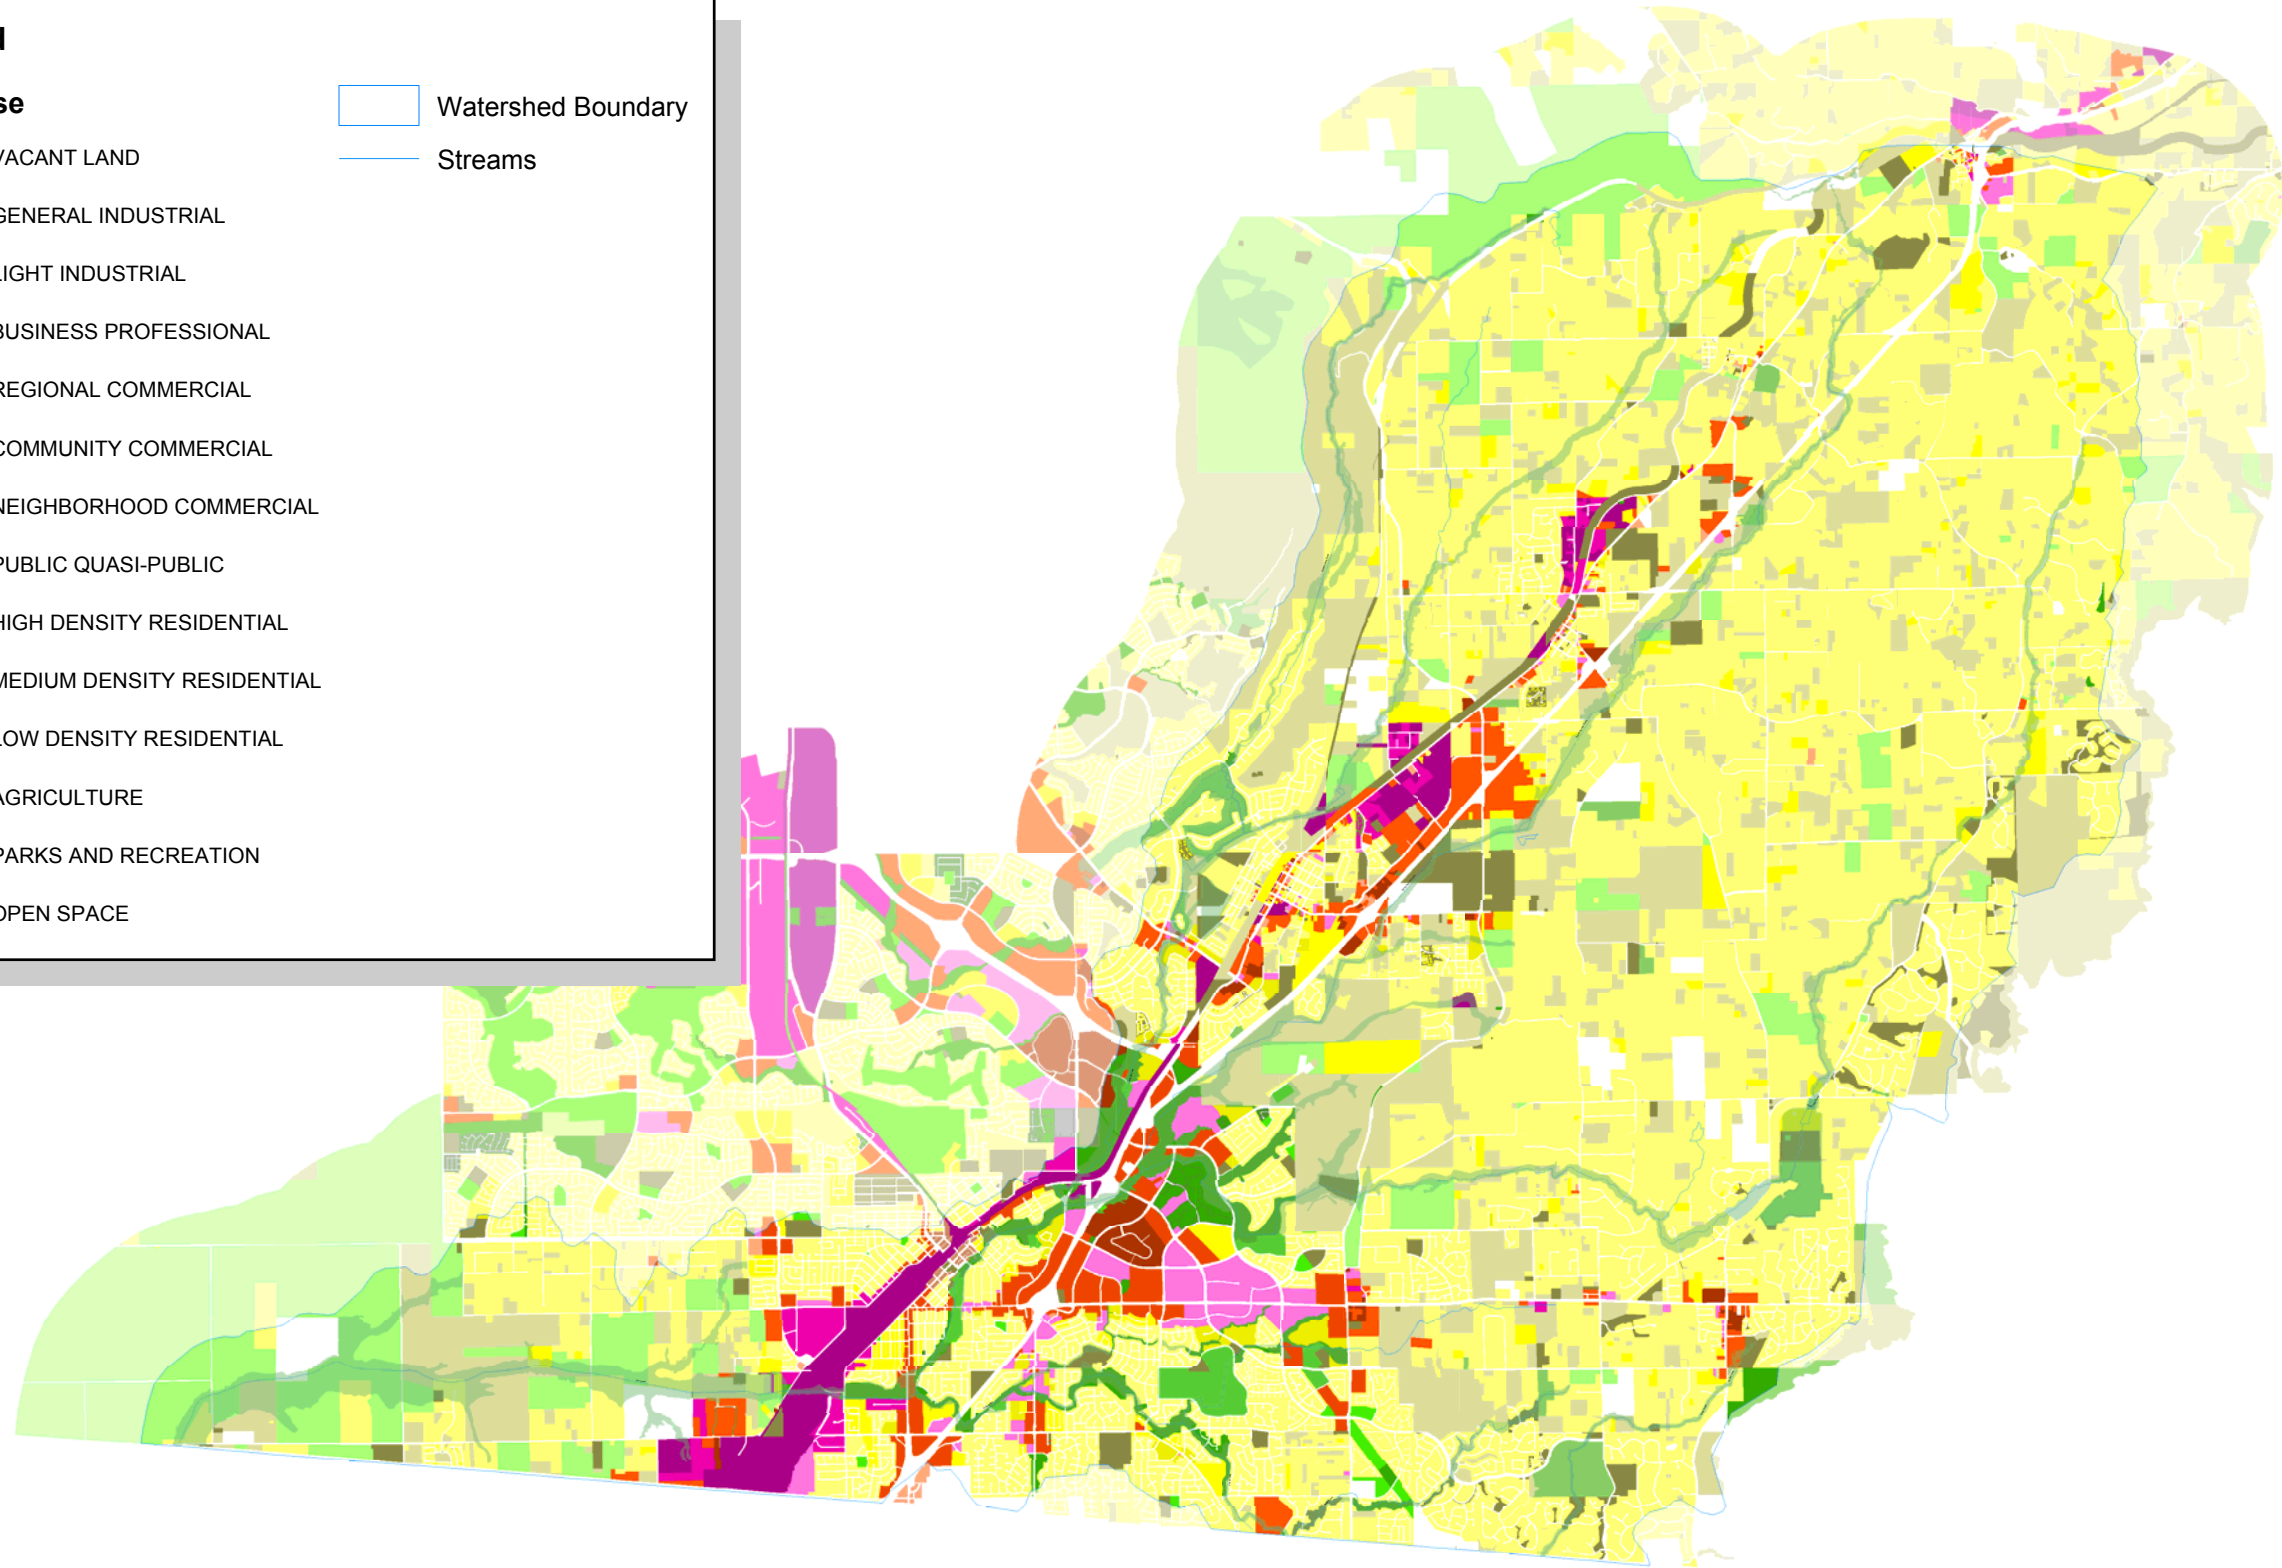 se
Watershed Boundary
VACANT LAND
Streams
GENERAL INDUSTRIAL
LIGHT INDUSTRIAL
BUSINESS PROFESSIONAL
REGIONAL COMMERCIAL
COMMUNITY COMMERCIAL
NEIGHBORHOOD COMMERCIAL
PUBLIC QUASI-PUBLIC
HIGH DENSITY RESIDENTIAL
MEDIUM DENSITY RESIDENTIAL
LOW DENSITY RESIDENTIAL
AGRICULTURE
PARKS AND RECREATION
OPEN SPACE